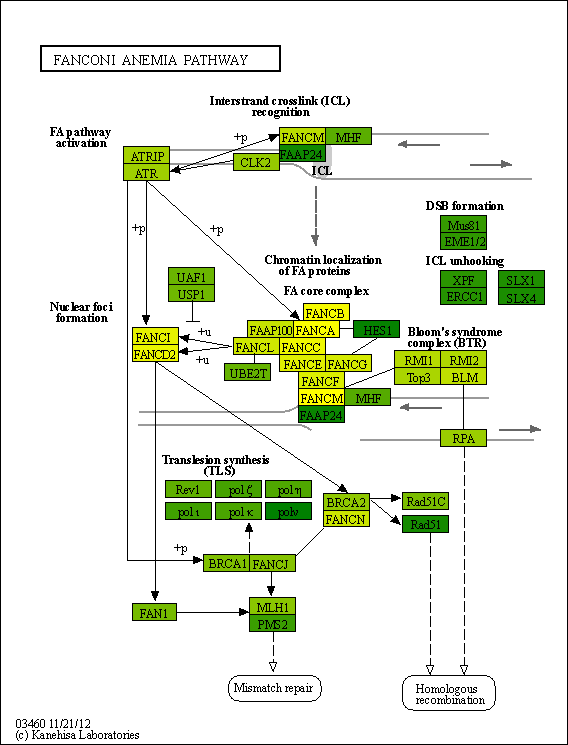 FANCONI ANEMIA PATHWAY
Interstrand crosslink (ICL)
recognition
FA pathway
activation
+p
FANCM MHF
FAAP24
ICL
ATRIP
ATR
CLK2
+p
+p
DSB formation
Mus81
EME1/2
Chromatin localization
of FA proteins
ICL unhooking
XPF SLX1
ERCC1 SLX4
UAF1
USP1
FA core complex
Nuclear foci
formation
FANCB
FAAP100 FANCA HES1
+u
FANCI
FANCD2
+u
FANCL FANCC
FANCE FANCG
UBE2T
FANCF
FANCM MHF
FAAP24
Bloom's syndrome
complex (BTR)
RMI1 RMI2
Top3 BLM
RPA
Translesion synthesis
(TLS)
Rev1 pol ζ pol η
pol ι pol κ polν
BRCA2
FANCN
Rad51C
Rad51
+p
BRCA1 FANCJ
FAN1
MLH1
PMS2
Mismatch repair
Homologous
recombination
03460 11/21/12
(c) Kanehisa Laboratories